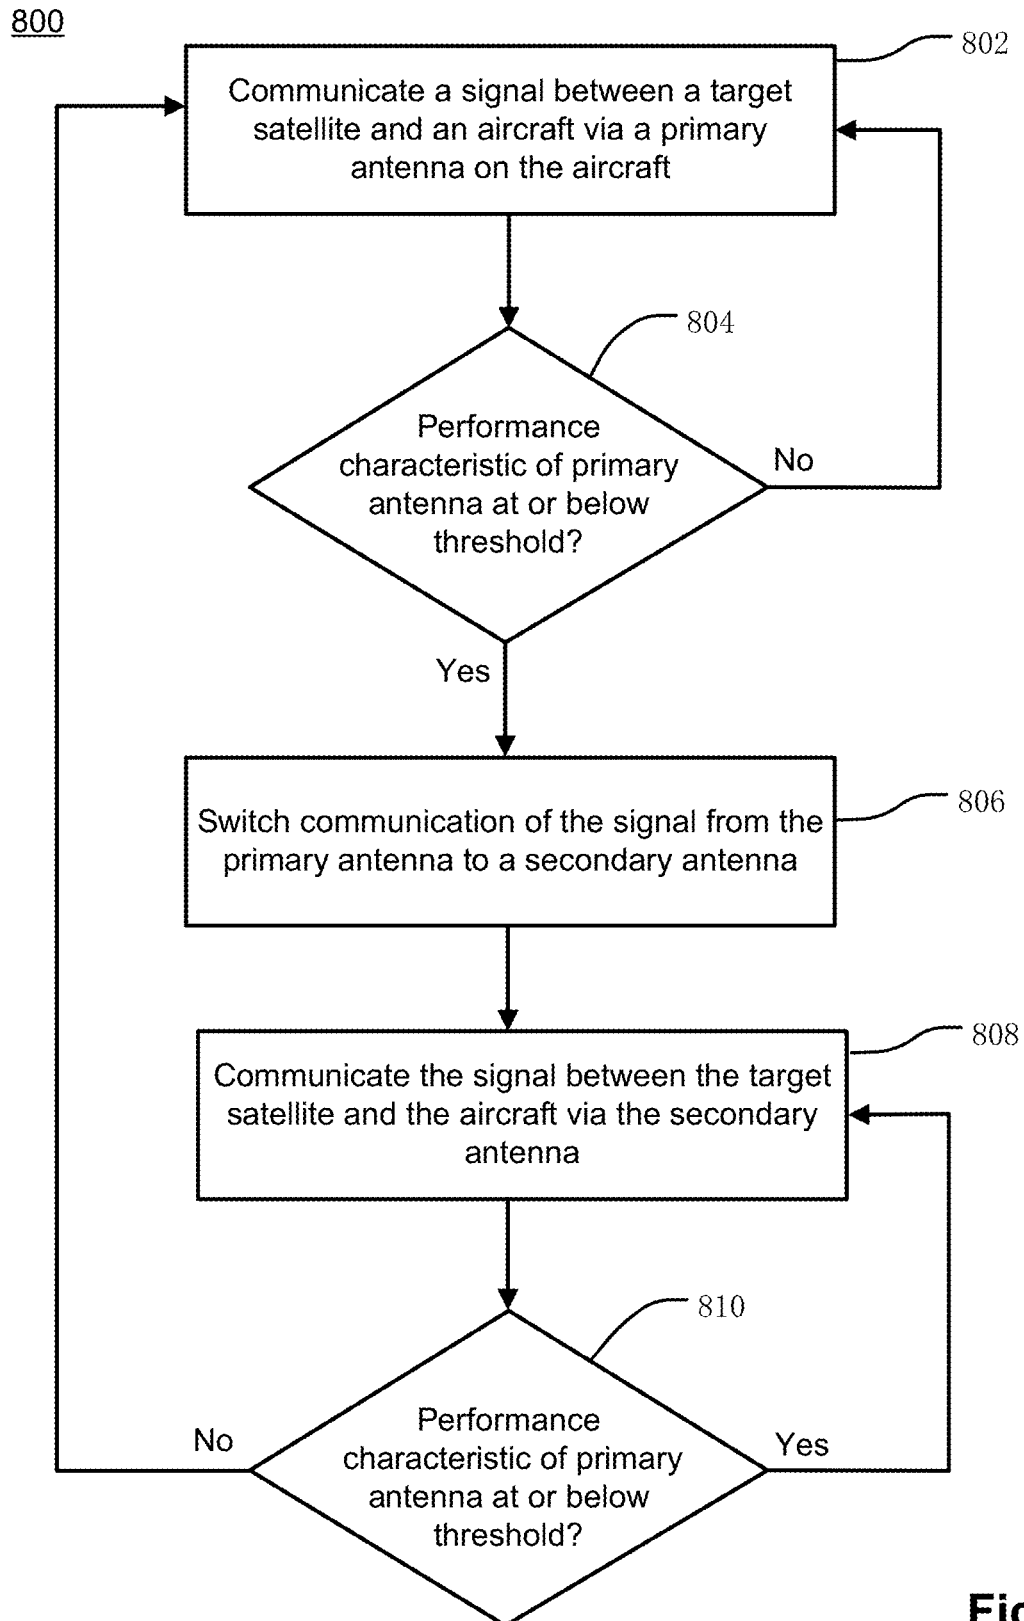 800
802
Communicate a signal between a target
satellite and an aircraft via a primary
antenna on the aircraft
804
Performance
characteristic of primary
antenna at or below
threshold?
No
Yes
806
Switch communication of the signal from the
primary antenna to a secondary antenna
808
Communicate the signal between the target
satellite and the aircraft via the secondary
antenna
810
Performance
characteristic of primary
antenna at or below
threshold?
No
Yes